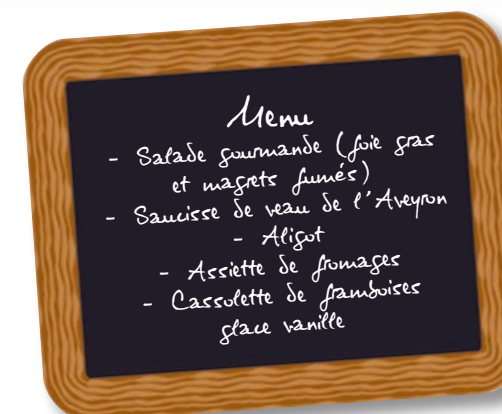 Menu
- Salade gourmande (foie gras
et magrets fumés)
- Saucisse de veau de l'Aveyron
- Aligot
- Assiette de fromages
- Cassolette de framboises
glace vanille